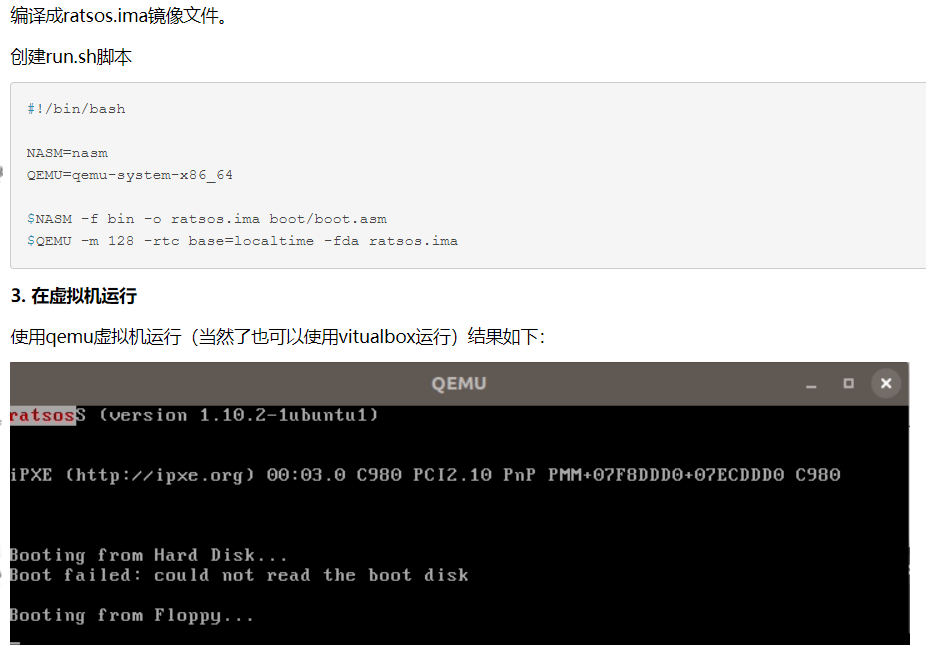 编译成ratsos.ima镜像文件。
创建run.sh脚本
#!/bin/bash
NASM=nasm
QEMU=qemu-system-x86_64
$NASM -f bin -o ratsos.ima boot/boot.asm
$QEMU -m 128 -rtc base=localtime -fda ratsos.ima
3. 在虚拟机运行
使用qemu虚拟机运行（当然了也可以使用vitualbox运行）结果如下：
QEMU
ratsosS (version 1.10.2-1ubuntu1)
iPXE (http://ipxe.org) 00:03.0 C980 PCI2.10 PnP PMM+07F8DDD0+07ECDDD0 C980
Booting from Hard Disk...
Boot failed: could not read the boot disk
Booting from Floppy...